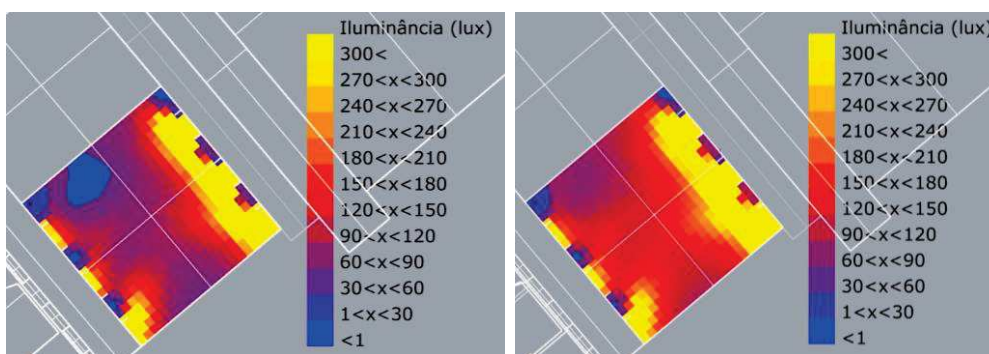 Iluminância (lux)
300<
270<x<300
240<x<270
210<x<240
180<x<210
150<x<180
120<x<150
90<x<120
60<x<90
30<x<60
1<x<30
<1
Iluminância (lux)
300<
270<x<300
240<x<270
210<x<240
180<x<210
150<x<180
120<x<150
90<x<120
60<x<90
30<x<60
1<x<30
<1